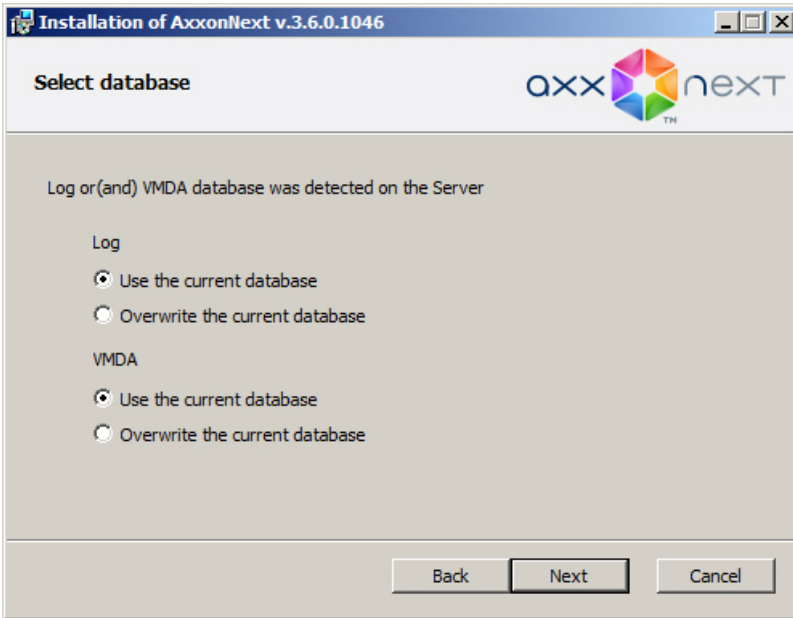 Installation of AxxonNext v.3.6.0.1046
Select database
axxonnext
TM
Log or(and) VMDA database was detected on the Server
Log
Use the current database
Overwrite the current database
VMDA
Use the current database
Overwrite the current database
Back Next Cancel